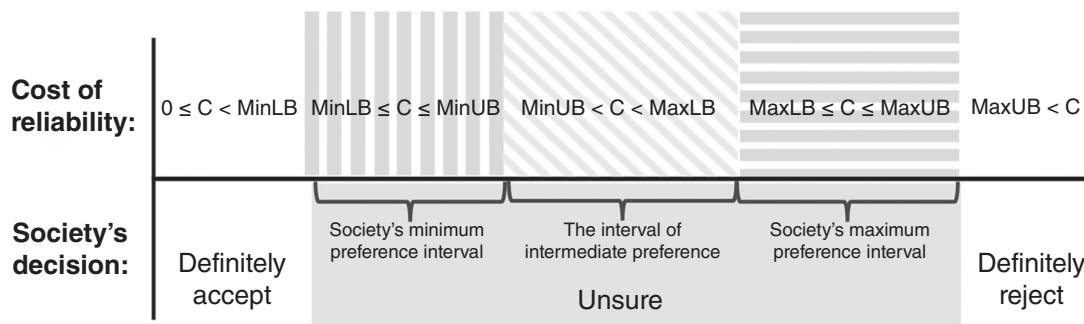 Cost of
reliability:
0 ≤ C < MinLB
MinLB ≤ C ≤ MinUB
MinUB < C < MaxLB
MaxLB ≤ C ≤ MaxUB
MaxUB < C
Society's
decision:
Definitely
accept
Society's minimum
preference interval
The interval of
intermediate preference
Society's maximum
preference interval
Unsure
Definitely
reject